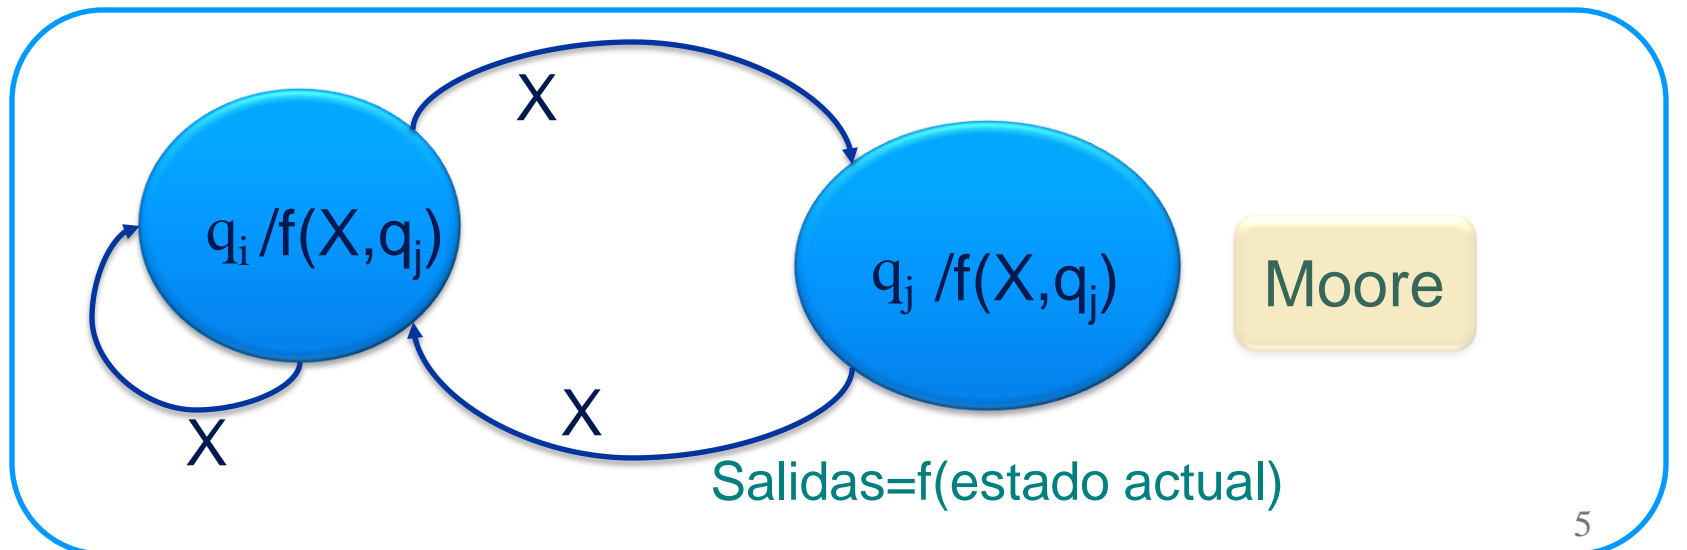 X
qi /f(X,qj)
qj /f(X,qj)
Moore
X
X
Salidas=f(estado actual)
5